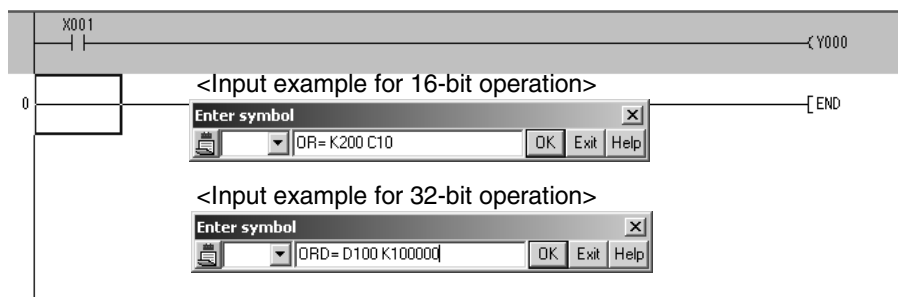 X001
Y000
<Input example for 16-bit operation>
0
END
Enter symbol
OR= K200 C10
OK Exit Help
<Input example for 32-bit operation>
Enter symbol
ORD= D100 K100000
OK Exit Help